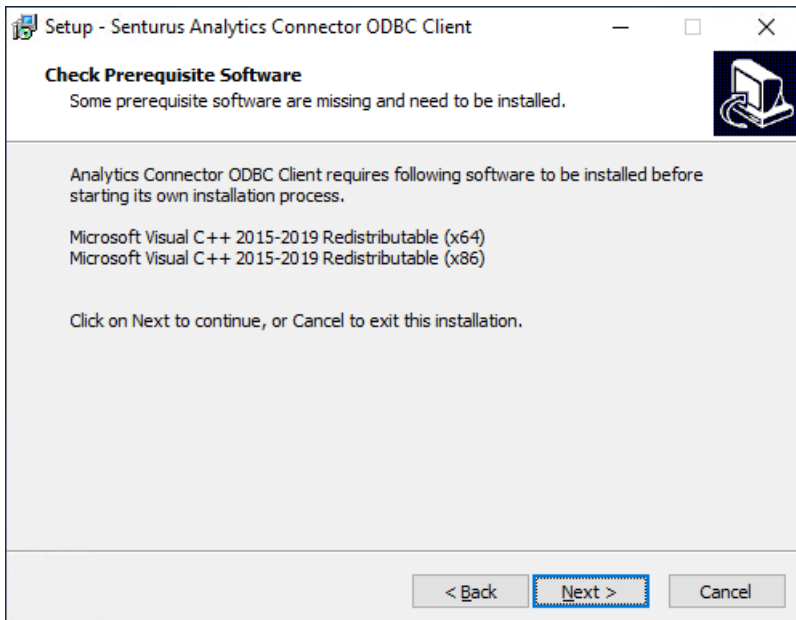 Setup - Senturus Analytics Connector ODBC Client
Check Prerequisite Software
Some prerequisite software are missing and need to be installed.
Analytics Connector ODBC Client requires following software to be installed before
starting its own installation process.
Microsoft Visual C++ 2015-2019 Redistributable (x64)
Microsoft Visual C++ 2015-2019 Redistributable (x86)
Click on Next to continue, or Cancel to exit this installation.
< Back Next > Cancel